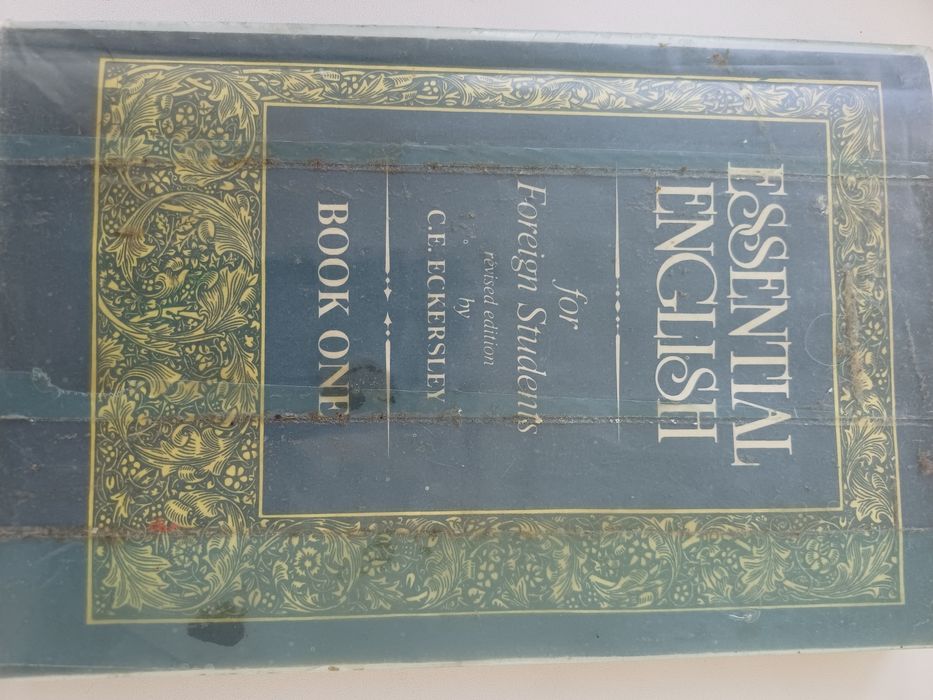 ESSENTIAL
ENGLISH
for
Foreign Students
revised edition
by
C.E. ECKERSLEY
BOOK ONE